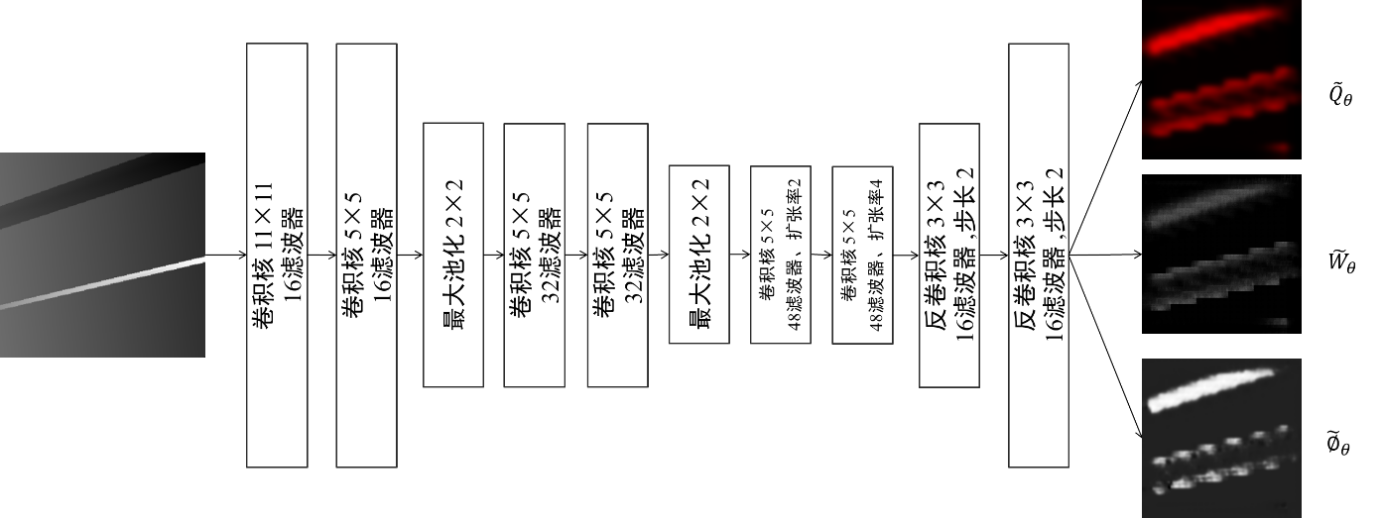 卷积核 11×11
16滤波器
卷积核 5×5
16滤波器
最大池化 2×2
卷积核 5×5
32滤波器
卷积核 5×5
32滤波器
最大池化 2×2
卷积核 5×5
48滤波器、扩张率2
卷积核 5×5
48滤波器、扩张率4
反卷积核 3×3
16滤波器 ,步长 2
反卷积核 3×3
16滤波器 ,步长 2
Q̃θ
W̃θ
Φ̃θ